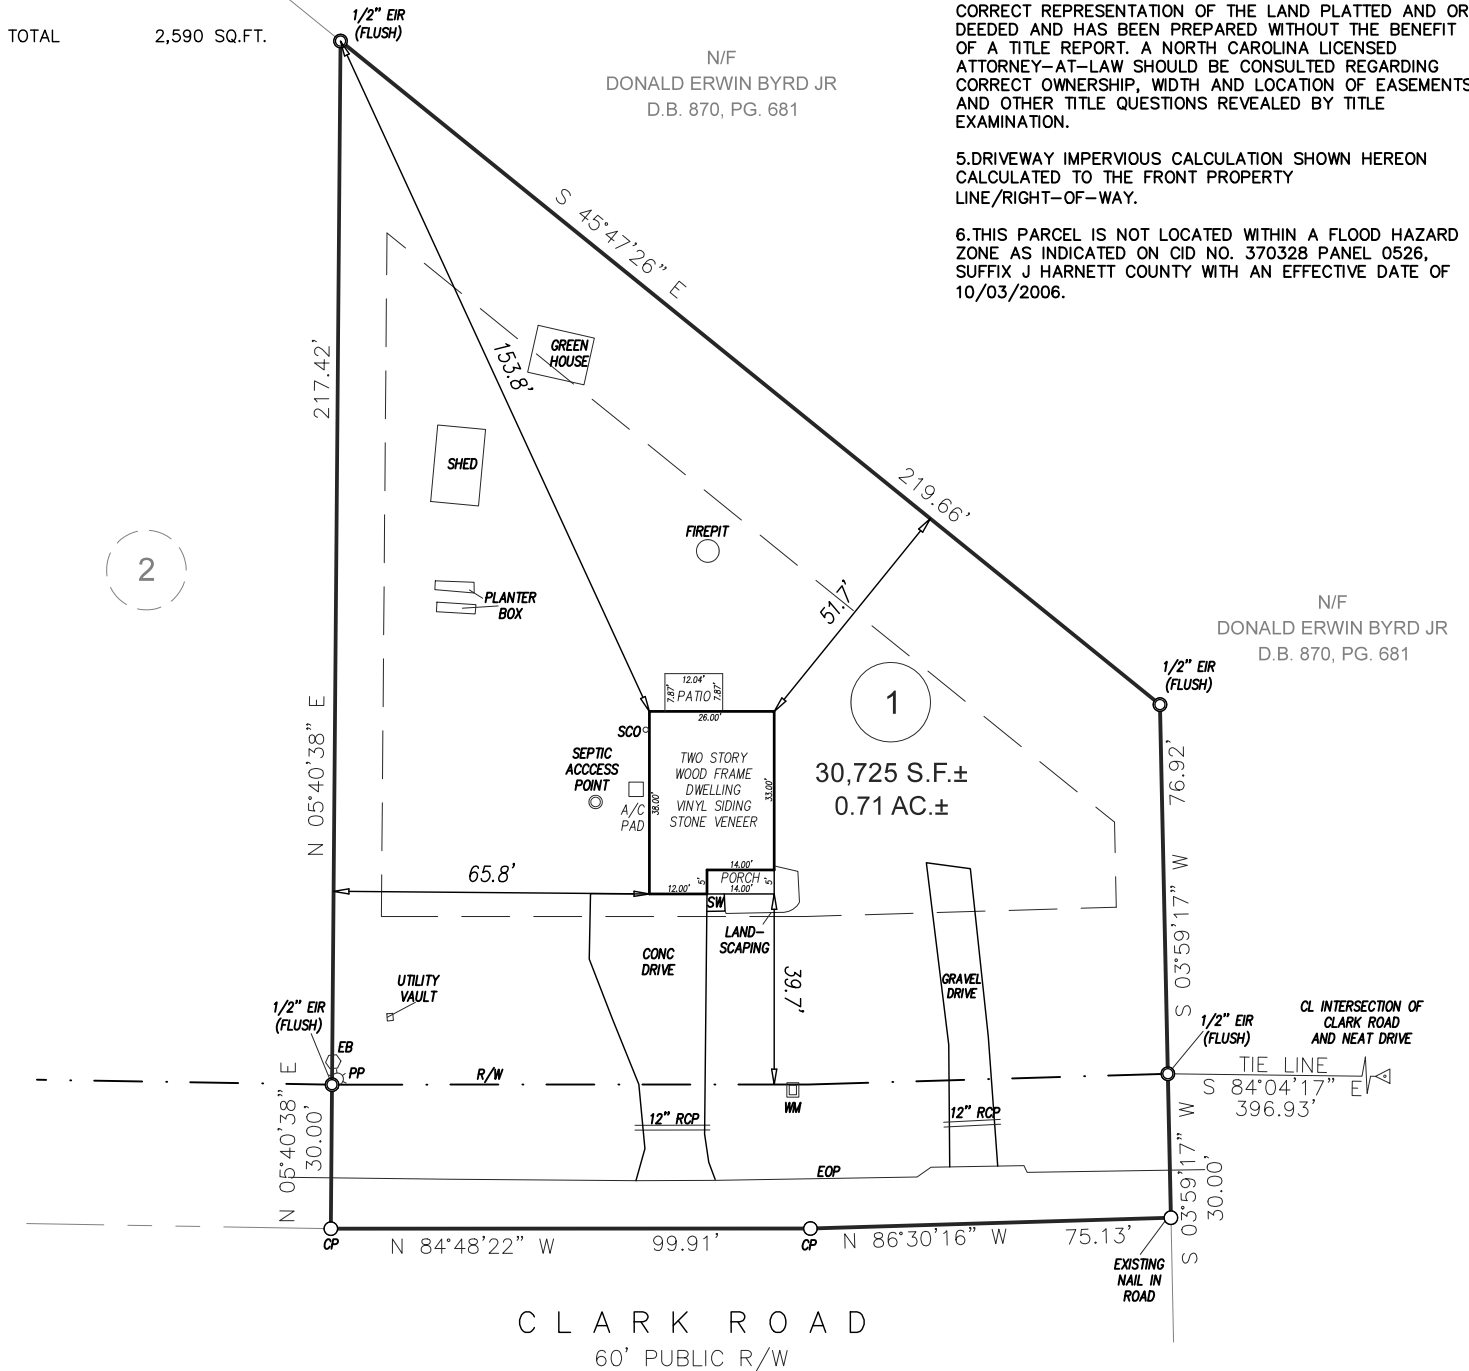 TOTAL 2,590 SQ.FT.
1/2" EIR
(FLUSH)
N/F
DONALD ERWIN BYRD JR
D.B. 870, PG. 681
CORRECT REPRESENTATION OF THE LAND PLATTED AND OR
DEEDED AND HAS BEEN PREPARED WITHOUT THE BENEFIT
OF A TITLE REPORT. A NORTH CAROLINA LICENSED
ATTORNEY-AT-LAW SHOULD BE CONSULTED REGARDING
CORRECT OWNERSHIP, WIDTH AND LOCATION OF EASEMENTS
AND OTHER TITLE QUESTIONS REVEALED BY TITLE
EXAMINATION.
5.DRIVEWAY IMPERVIOUS CALCULATION SHOWN HEREON
CALCULATED TO THE FRONT PROPERTY
LINE/RIGHT-OF-WAY.
6.THIS PARCEL IS NOT LOCATED WITHIN A FLOOD HAZARD
ZONE AS INDICATED ON CID NO. 370328 PANEL 0526,
SUFFIX J HARNETT COUNTY WITH AN EFFECTIVE DATE OF
10/03/2006.
S 45°47'26" E
219.66'
217.42'
N 05°40'38" E
153.8'
GREEN
HOUSE
SHED
FIREPIT
2
PLANTER
BOX
51.7'
N/F
DONALD ERWIN BYRD JR
D.B. 870, PG. 681
1/2" EIR
(FLUSH)
12.04'
7.87'
PATIO
7.87'
26.00'
1
30,725 S.F.±
0.71 AC.±
SCO
SEPTIC
ACCCESS
POINT
A/C
PAD
TWO STORY
WOOD FRAME
DWELLING
VINYL SIDING
STONE VENEER
38.00'
33.00'
76.92'
S 03°59'17" W
65.8'
14.00'
5'
PORCH
5'
12.00'
14.00'
SW
LAND-
SCAPING
CONC
DRIVE
39.7'
GRAVEL
DRIVE
UTILITY
VAULT
1/2" EIR
(FLUSH)
EB
PP
R/W
WM
12" RCP
12" RCP
EOP
1/2" EIR
(FLUSH)
CL INTERSECTION OF
CLARK ROAD
AND NEAT DRIVE
TIE LINE
S 84°04'17" E
396.93'
N 05°40'38" E
30.00'
S 03°59'17" W
30.00'
CP
N 84°48'22" W 99.91'
CP
N 86°30'16" W 75.13'
EXISTING
NAIL IN
ROAD
CLARK ROAD
60' PUBLIC R/W